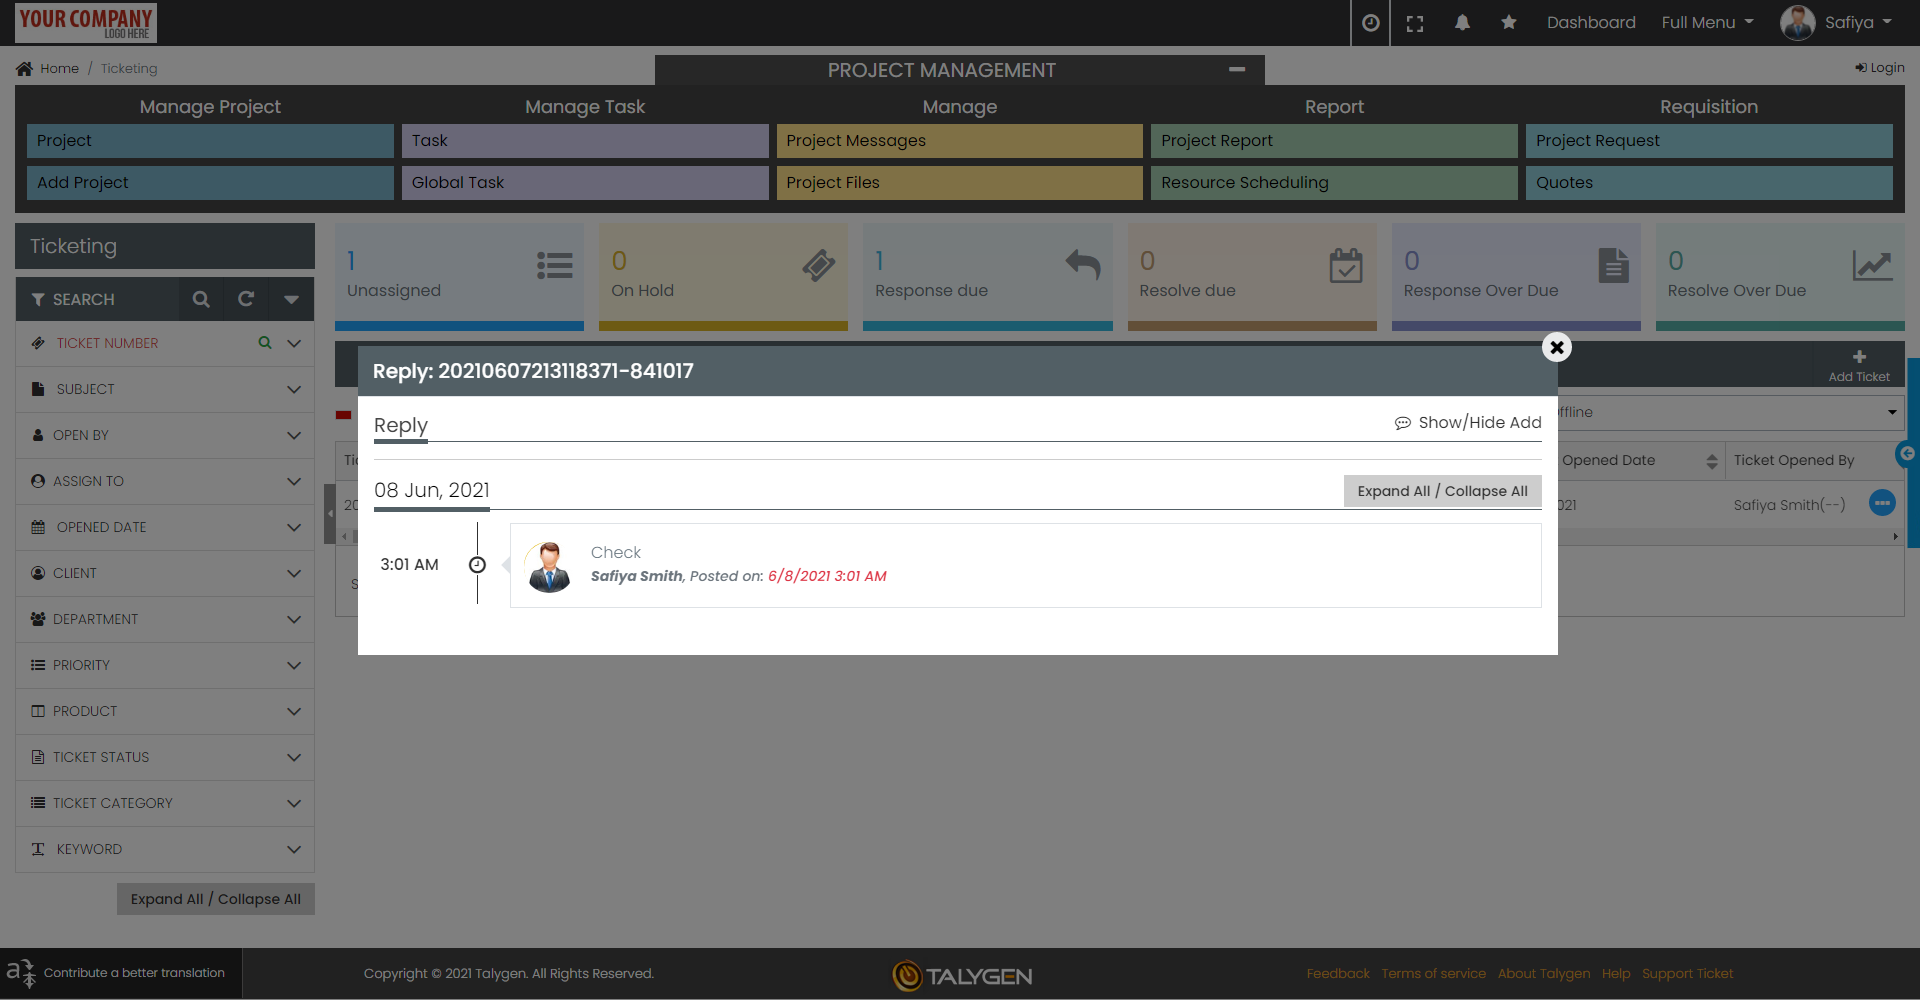 YOUR COMPANY
LOGO HERE
Dashboard
Full Menu
Safiya
Home / Ticketing
PROJECT MANAGEMENT
Login
Manage Project
Manage Task
Manage
Report
Requisition
Project
Task
Project Messages
Project Report
Project Request
Add Project
Global Task
Project Files
Resource Scheduling
Quotes
Ticketing
1
Unassigned
0
On Hold
1
Response due
0
Resolve due
0
Response Over Due
0
Resolve Over Due
SEARCH
TICKET NUMBER
SUBJECT
OPEN BY
ASSIGN TO
OPENED DATE
CLIENT
DEPARTMENT
PRIORITY
PRODUCT
TICKET STATUS
TICKET CATEGORY
KEYWORD
Expand All / Collapse All
Add Ticket
ffline
Opened Date
Ticket Opened By
021
Safiya Smith(--)
Reply: 20210607213118371-841017
Reply
Show/Hide Add
08 Jun, 2021
Expand All / Collapse All
3:01 AM
Check
Safiya Smith, Posted on: 6/8/2021 3:01 AM
Contribute a better translation
Copyright © 2021 Talygen. All Rights Reserved.
TALYGEN
Feedback Terms of service About Talygen Help Support Ticket